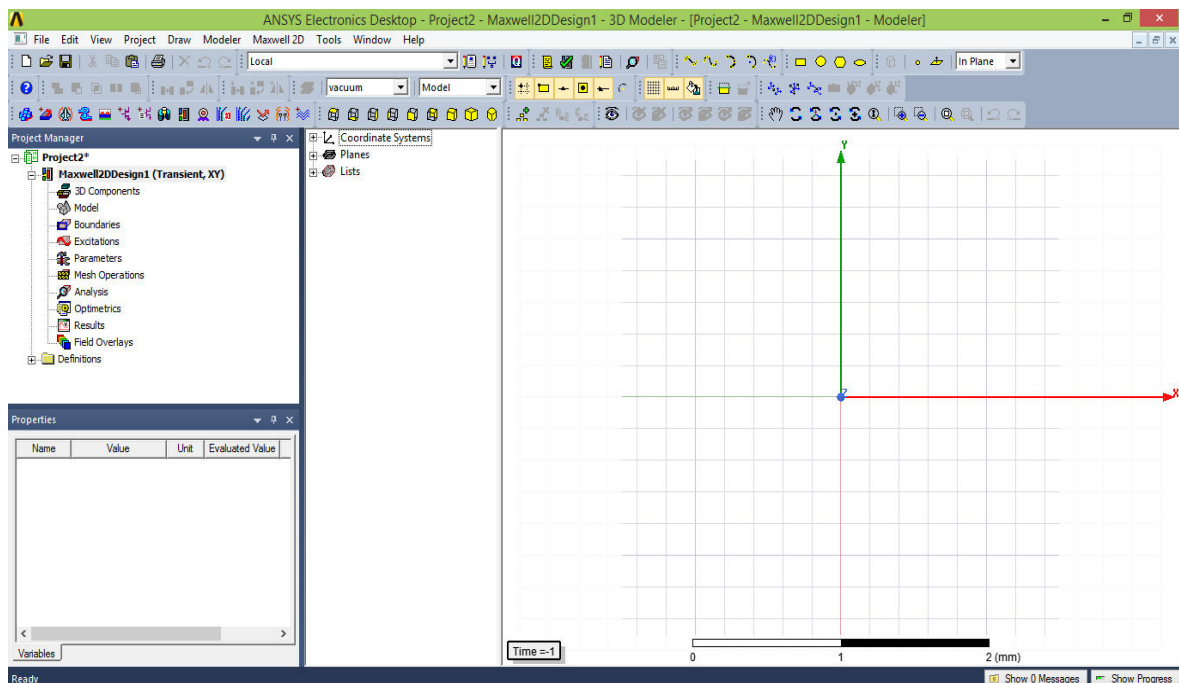 ANSYS Electronics Desktop - Project2 - Maxwell2DDesign1 - 3D Modeler - [Project2 - Maxwell2DDesign1 - Modeler]
File Edit View Project Draw Modeler Maxwell 2D Tools Window Help
Local In Plane
vacuum Model
Project Manager
Project2*
Maxwell2DDesign1 (Transient, XY)
3D Components
Model
Boundaries
Excitations
Parameters
Mesh Operations
Analysis
Optimetrics
Results
Field Overlays
Definitions
Coordinate Systems
Planes
Lists
Y
Z
X
Properties
Name Value Unit Evaluated Value
Variables
Time =-1
0 1 2 (mm)
Ready
Show 0 Messages Show Progress